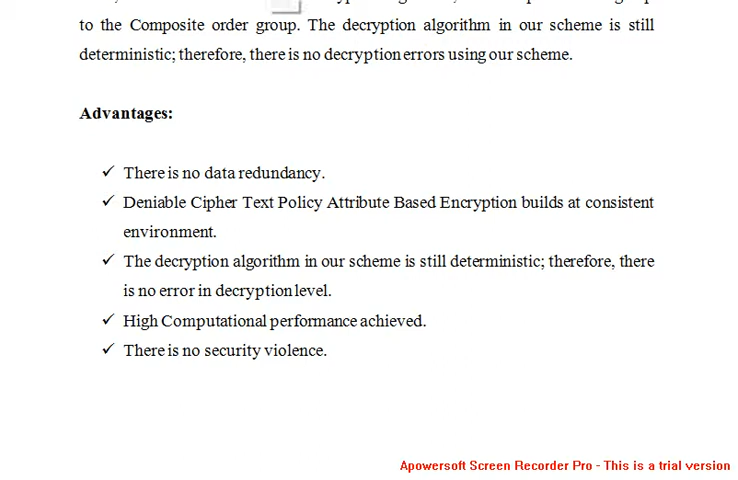 to the Composite order group. The decryption algorithm in our scheme is still
deterministic; therefore, there is no decryption errors using our scheme.
Advantages:
✓ There is no data redundancy.
✓ Deniable Cipher Text Policy Attribute Based Encryption builds at consistent
environment.
✓ The decryption algorithm in our scheme is still deterministic; therefore, there
is no error in decryption level.
✓ High Computational performance achieved.
✓ There is no security violence.
Apowersoft Screen Recorder Pro - This is a trial version